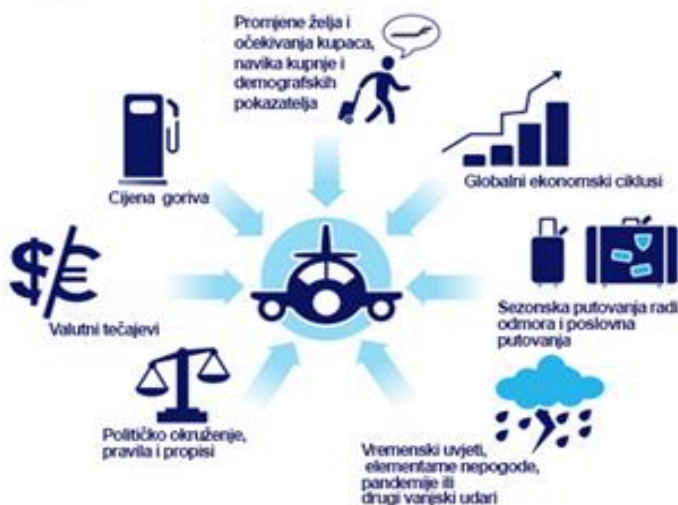 Promjene želja i
očekivanja kupaca,
navika kupnje i
demografskih
pokazatelja
Cijena goriva
Globalni ekonomski ciklusi
$/€
Valutni tečajevi
Sezonska putovanja radi
odmora i poslovna
putovanja
Političko okruženje,
pravila i propisi
Vremenski uvjeti,
elementarne nepogode,
pandemije ili
drugi vanjski udari